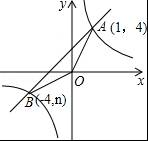 y
A(1，4)
O
x
B(-4,n)